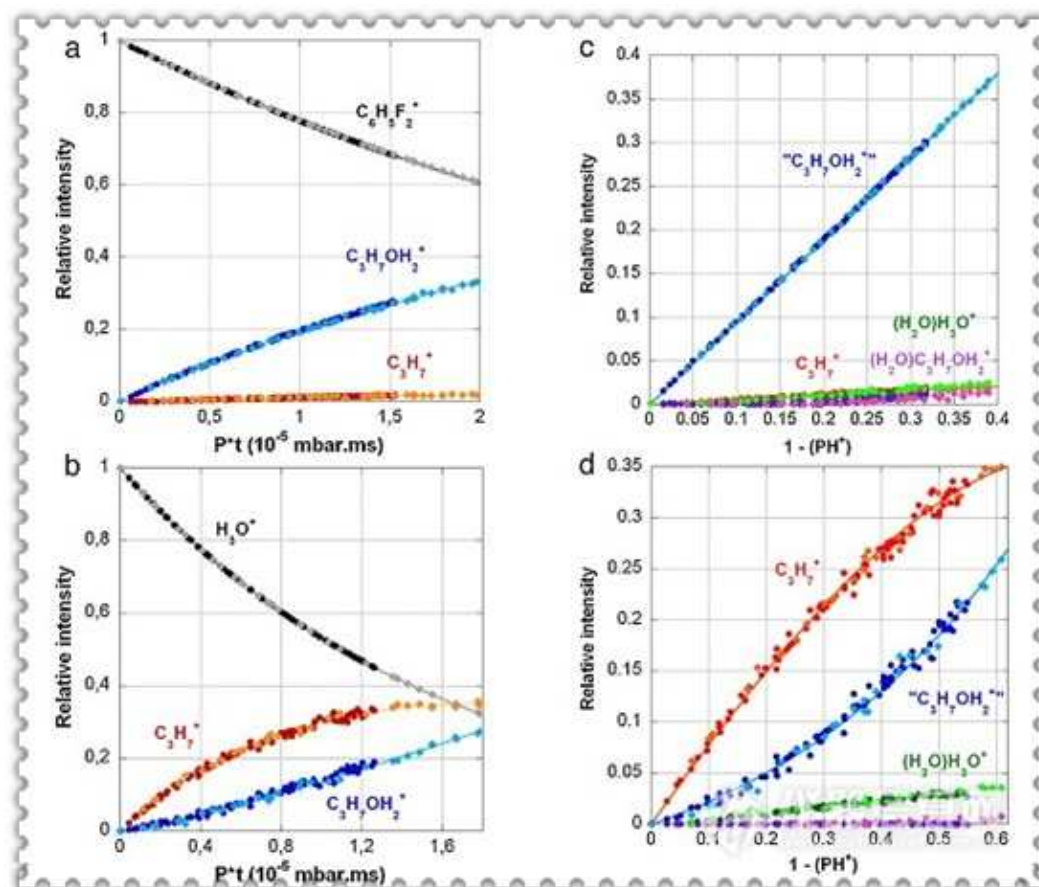 a
1
0,8
0,6
0,4
0,2
0
Relative intensity
C₆H₅F₂⁺
C₃H₇OH₂⁺
C₃H₇⁺
0 0,5 1 1,5 2
P*t (10⁻⁵ mbar.ms)
b
1
0,8
0,6
0,4
0,2
0
Relative intensity
H₃O⁺
C₃H₇⁺
C₃H₇OH₂⁺
0 0,4 0,8 1,2 1,6
P*t (10⁻⁵ mbar.ms)
c
0.4
0.35
0.3
0.25
0.2
0.15
0.1
0.05
0
Relative intensity
"C₃H₇OH₂⁺"
(H₂O)H₃O⁺
C₃H₇⁺ (H₂O)C₃H₇OH₂⁺
0 0.05 0.1 0.15 0.2 0.25 0.3 0.35 0.4
1 - (PH⁺)
d
0.35
0.3
0.25
0.2
0.15
0.1
0.05
0
Relative intensity
C₃H₇⁺
"C₃H₇OH₂⁺"
(H₂O)H₃O⁺
0 0.1 0.2 0.3 0.4 0.5 0.6
1 - (PH⁺)